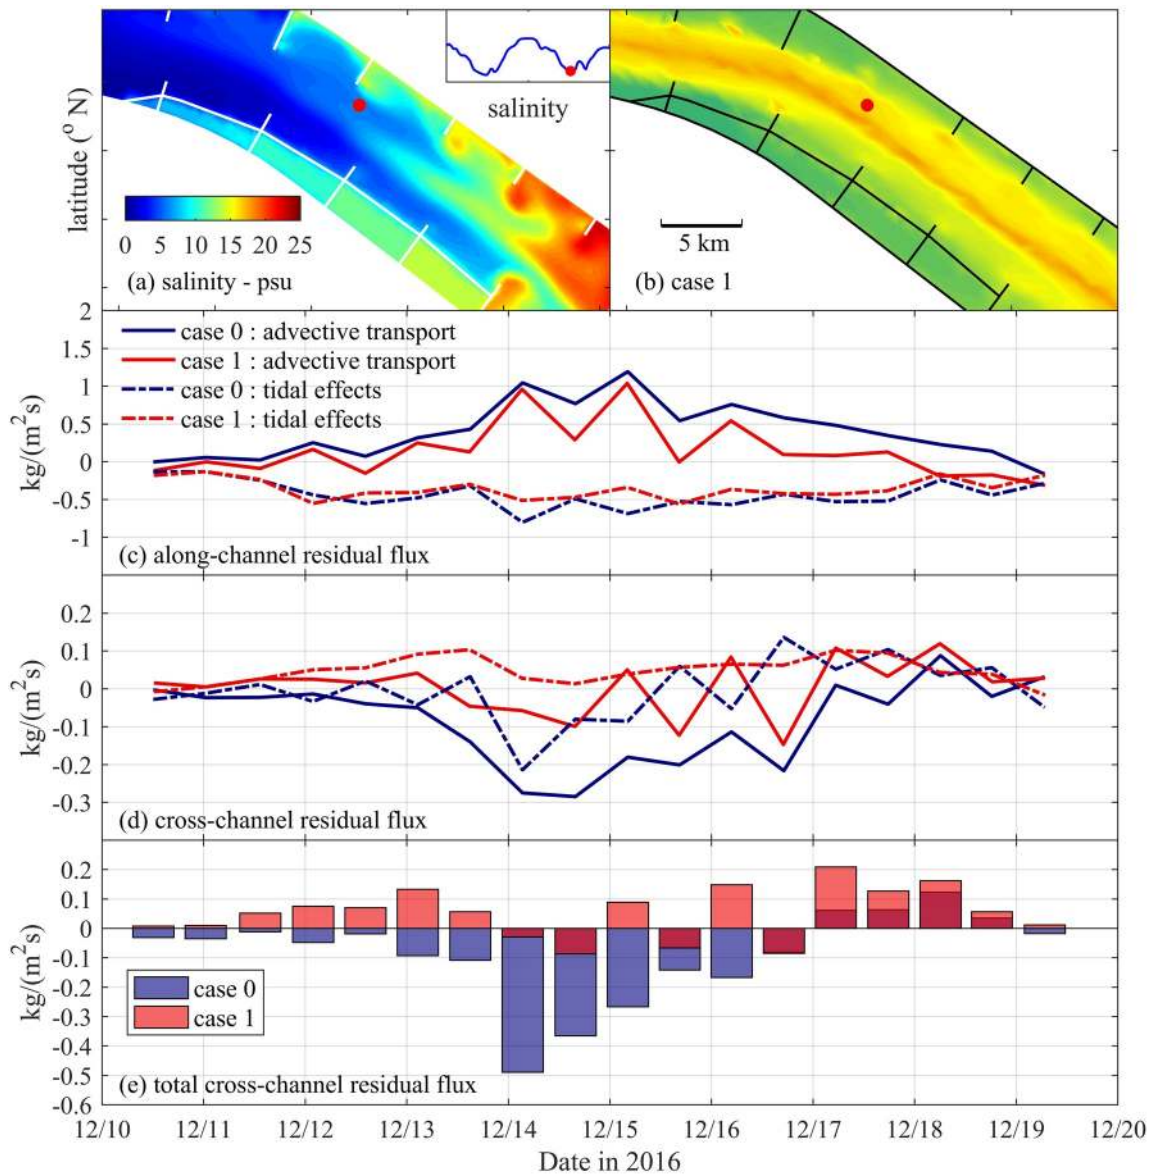 salinity
latitude (° N)
0 5 10 15 20 25
(a) salinity - psu
5 km
(b) case 1
2
1.5
1
0.5
0
-0.5
-1
kg/(m²s)
case 0 : advective transport
case 1 : advective transport
case 0 : tidal effects
case 1 : tidal effects
(c) along-channel residual flux
0.2
0.1
0
-0.1
-0.2
-0.3
kg/(m²s)
(d) cross-channel residual flux
0.2
0.1
0
-0.1
-0.2
-0.3
-0.4
-0.5
-0.6
kg/(m²s)
case 0
case 1
(e) total cross-channel residual flux
12/10 12/11 12/12 12/13 12/14 12/15 12/16 12/17 12/18 12/19 12/20
Date in 2016